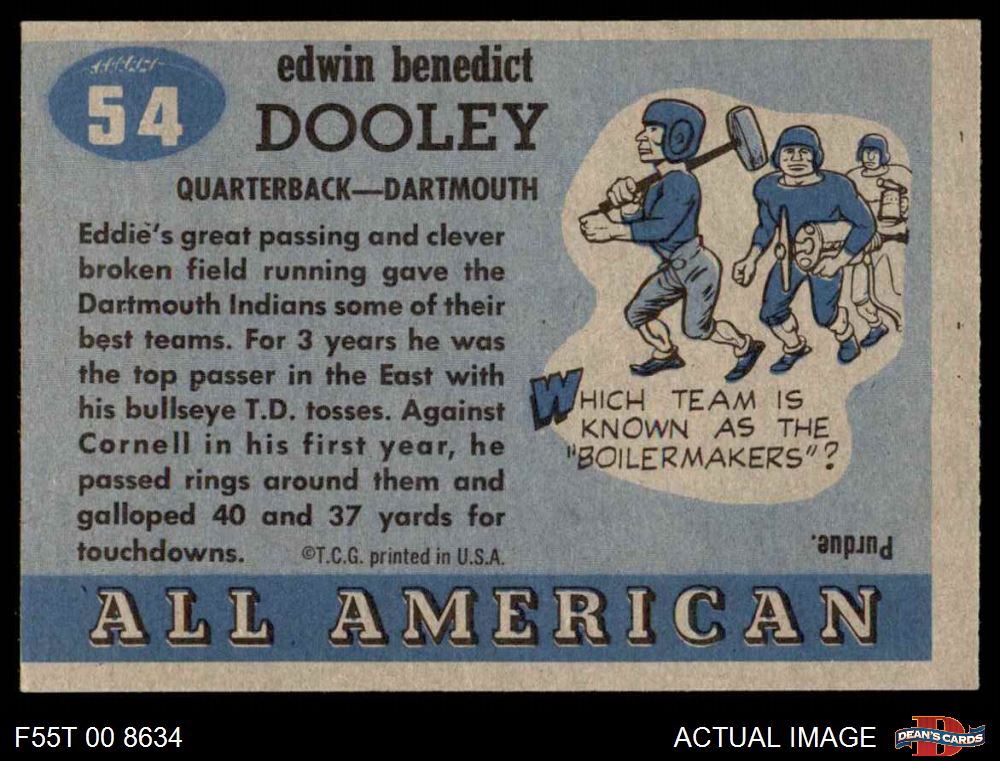 54
edwin benedict
DOOLEY
QUARTERBACK—DARTMOUTH
Eddie's great passing and clever
broken field running gave the
Dartmouth Indians some of their
best teams. For 3 years he was
the top passer in the East with
his bullseye T.D. tosses. Against
Cornell in his first year, he
passed rings around them and
galloped 40 and 37 yards for
touchdowns. ©T.C.G. printed in U.S.A.
WHICH TEAM IS
KNOWN AS THE
"BOILERMAKERS"?
Purdue.
ALL AMERICAN
F55T 00 8634
ACTUAL IMAGE
DEAN'S CARDS